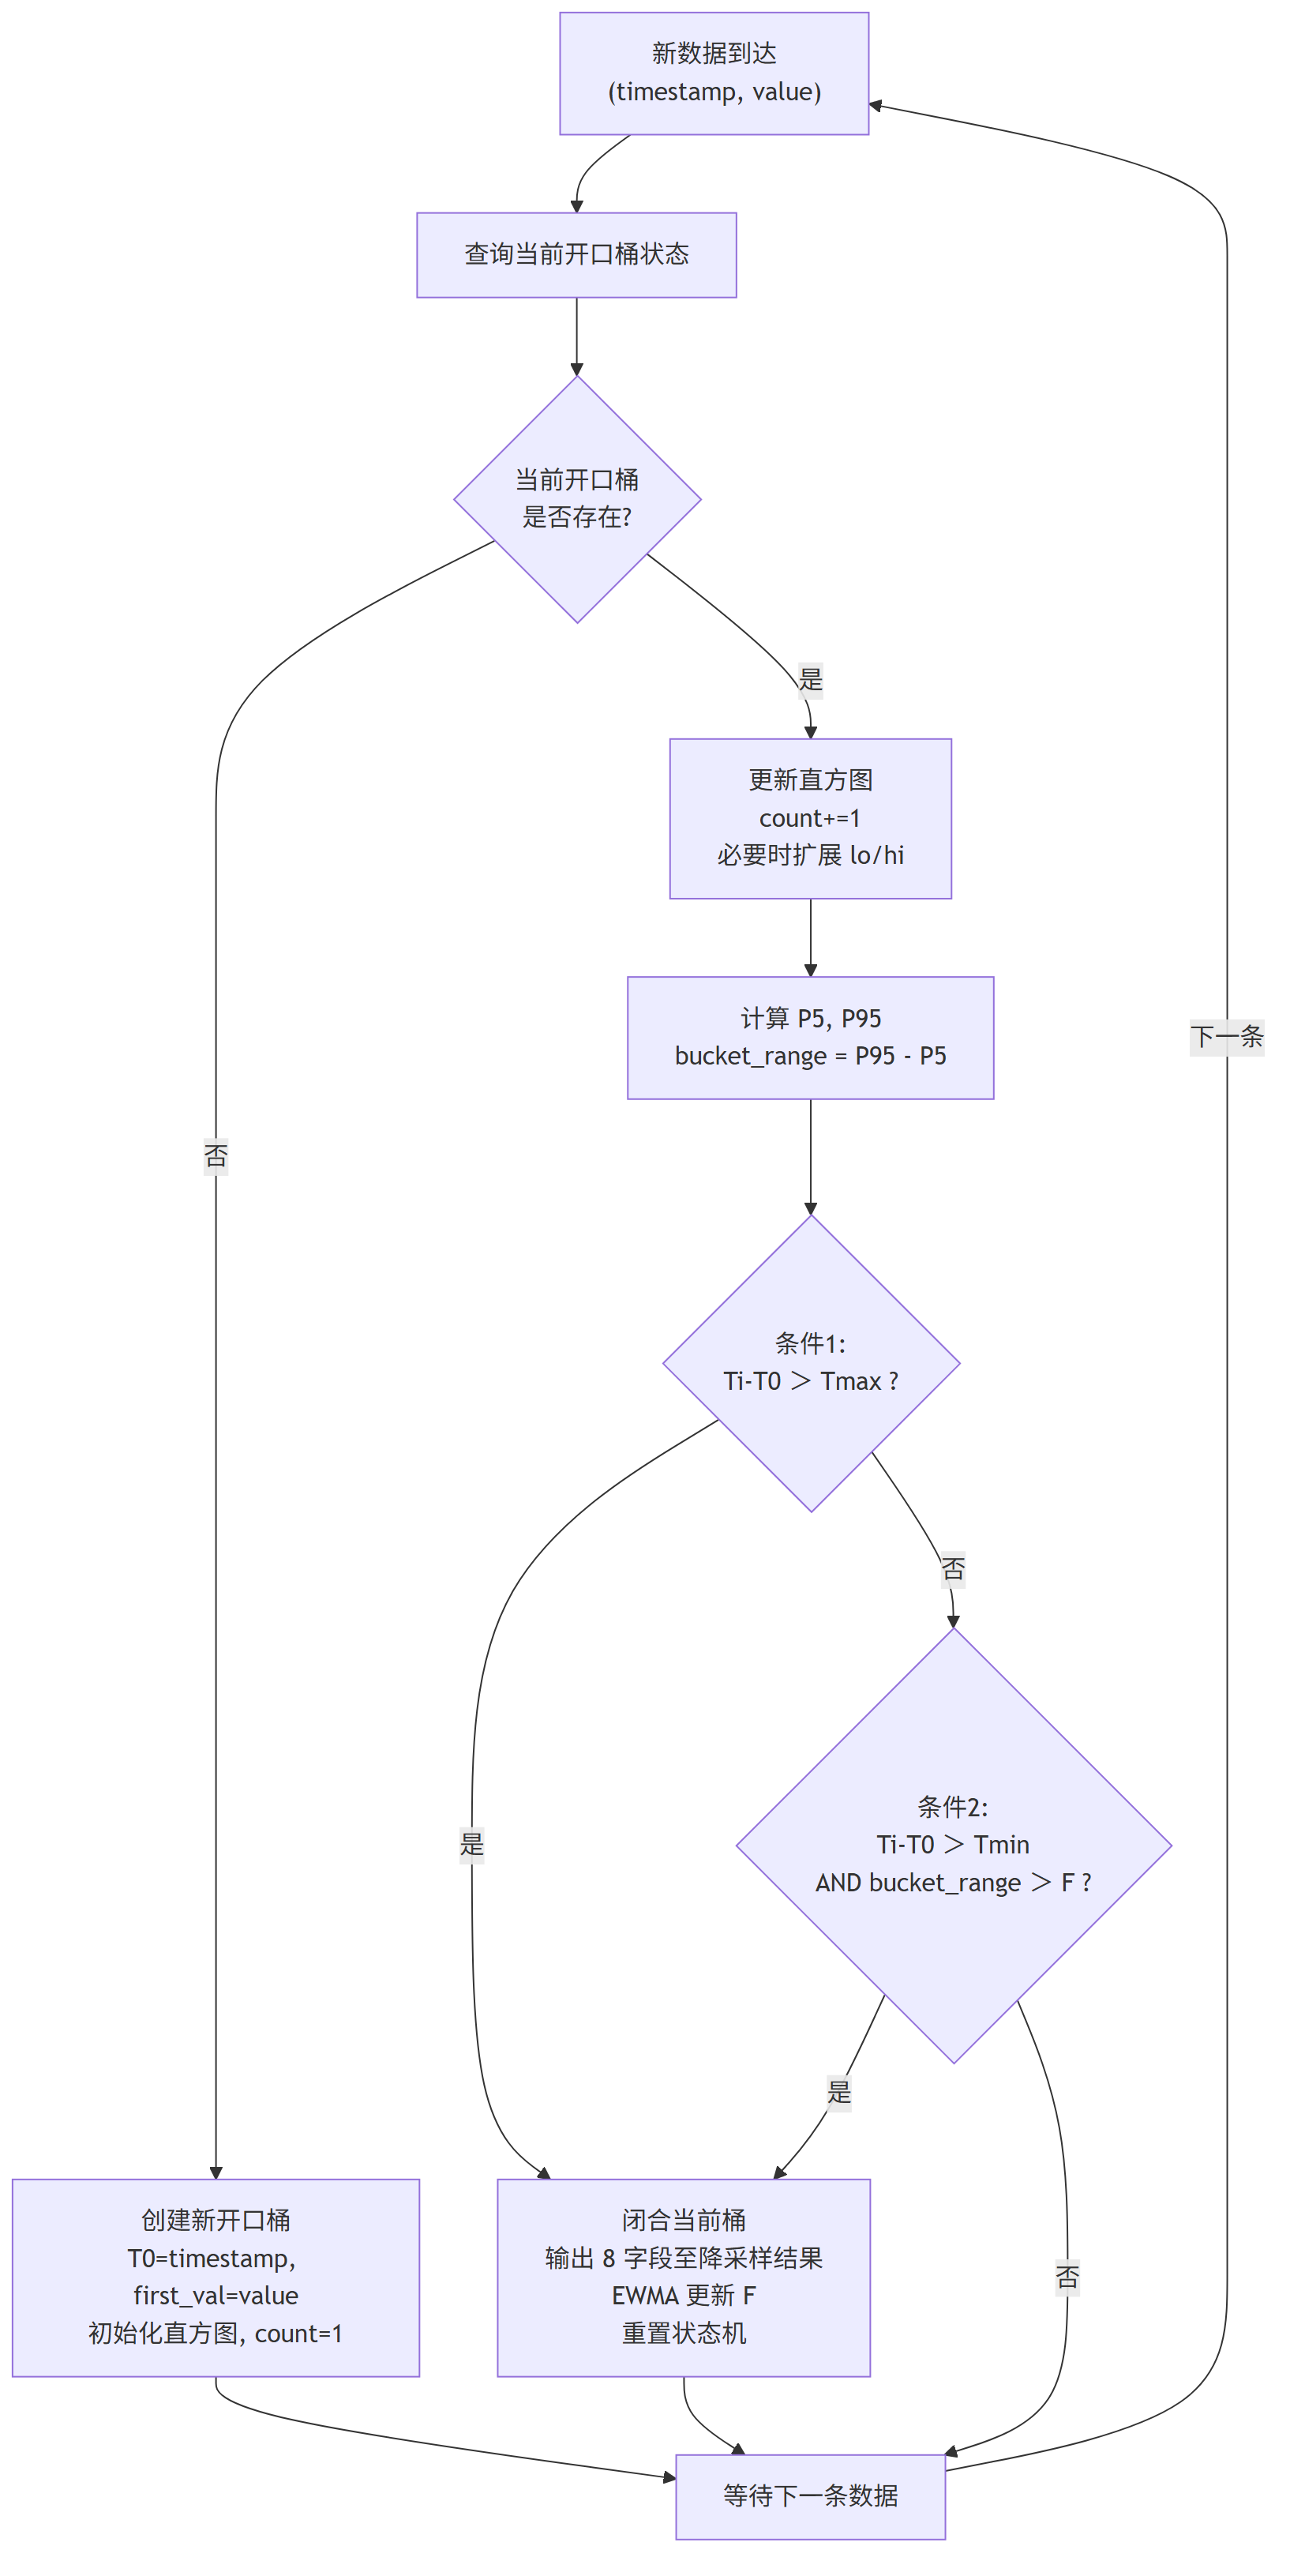 新数据到达
(timestamp, value)
查询当前开口桶状态
当前开口桶
是否存在?
是
更新直方图
count+=1
必要时扩展 lo/hi
计算 P5, P95
bucket_range = P95 - P5
下一条
否
条件1:
Ti-T0 ＞ Tmax ?
否
条件2:
Ti-T0 ＞ Tmin
AND bucket_range ＞ F ?
是
是
否
创建新开口桶
T0=timestamp,
first_val=value
初始化直方图, count=1
闭合当前桶
输出 8 字段至降采样结果
EWMA 更新 F
重置状态机
等待下一条数据